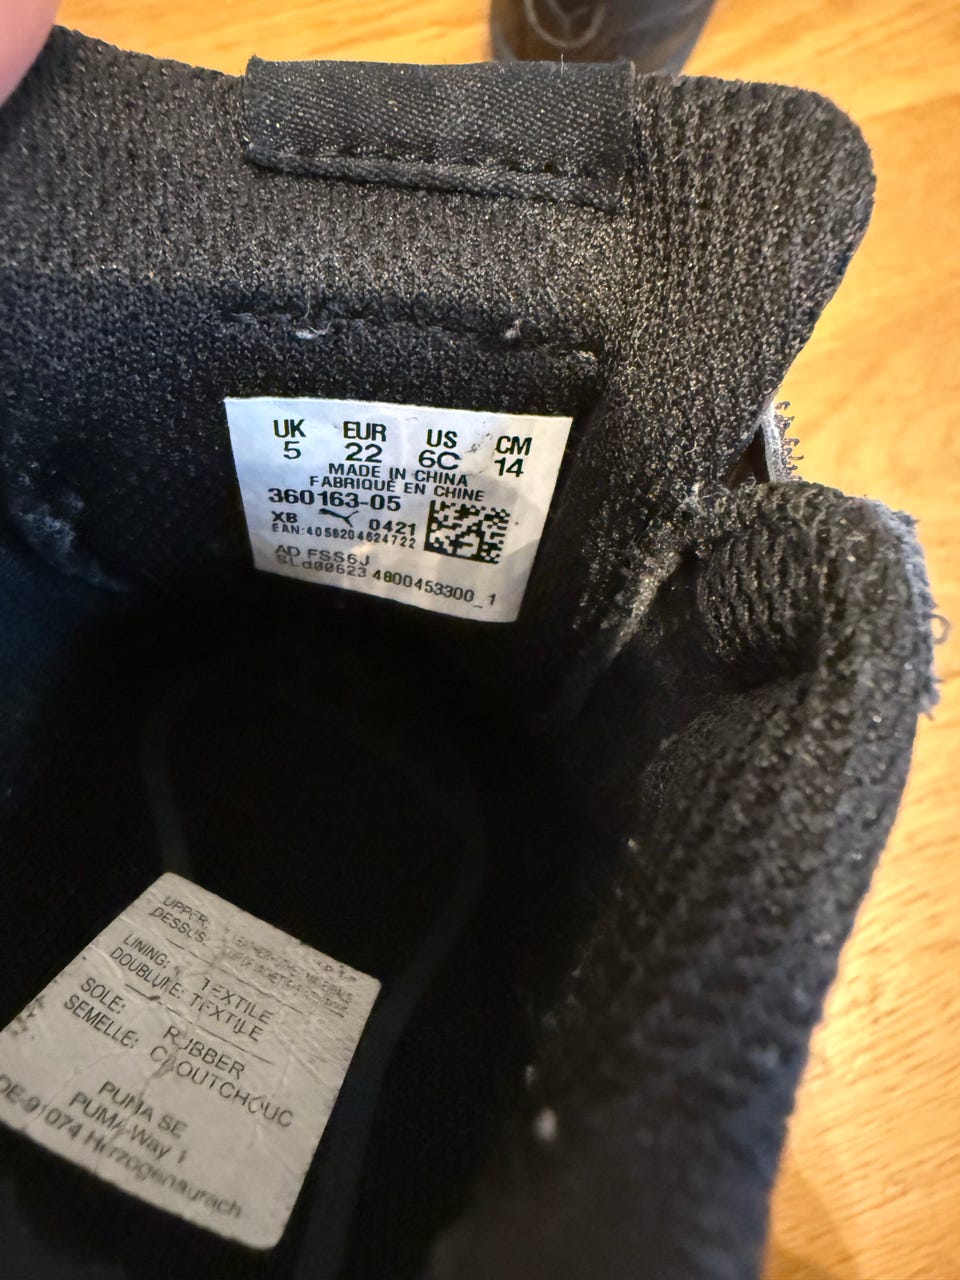 UK EUR US CM
5 22 6C 14
MADE IN CHINA
FABRIQUÉ EN CHINE
360163-05
XB 0421
EAN:4058204624722
AD FSS6J
SLd00623 4800453300_1
UPPER:
DESSUS:
LINING: TEXTILE
DOUBLURE: TEXTILE
SOLE: RUBBER
SEMELLE: CAOUTCHOUC
PUMA SE
PUMA-Way 1
DE-91074 Herzogenaurach